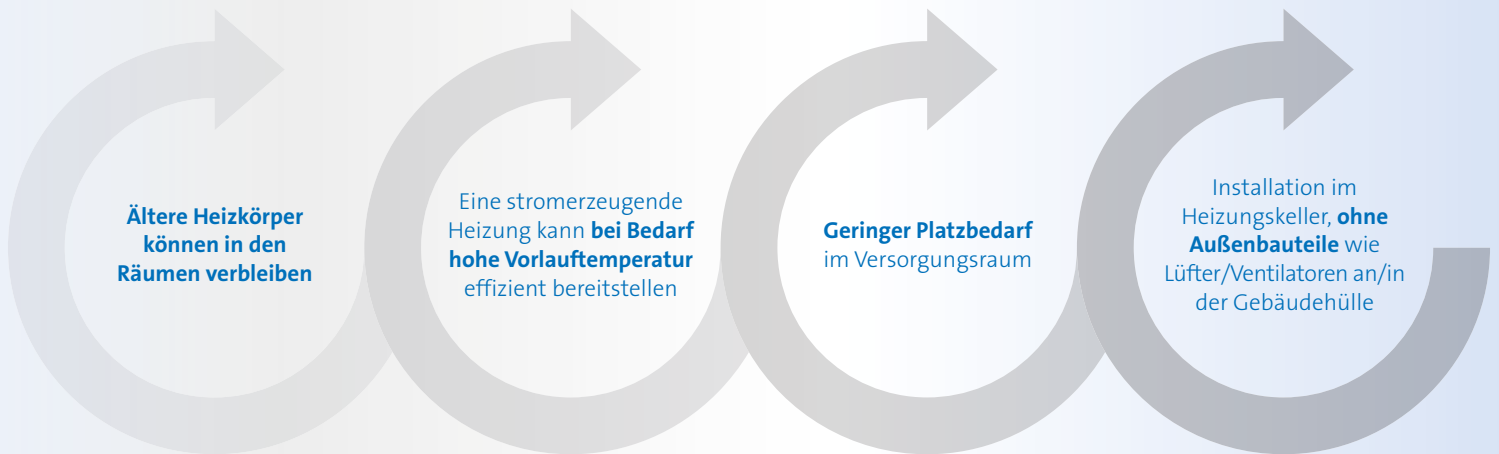 Ältere Heizkörper
können in den
Räumen verbleiben
Eine stromerzeugende
Heizung kann bei Bedarf
hohe Vorlauftemperatur
effizient bereitstellen
Geringer Platzbedarf
im Versorgungsraum
Installation im
Heizungskeller, ohne
Außenbauteile wie
Lüfter/Ventilatoren an/in
der Gebäudehülle